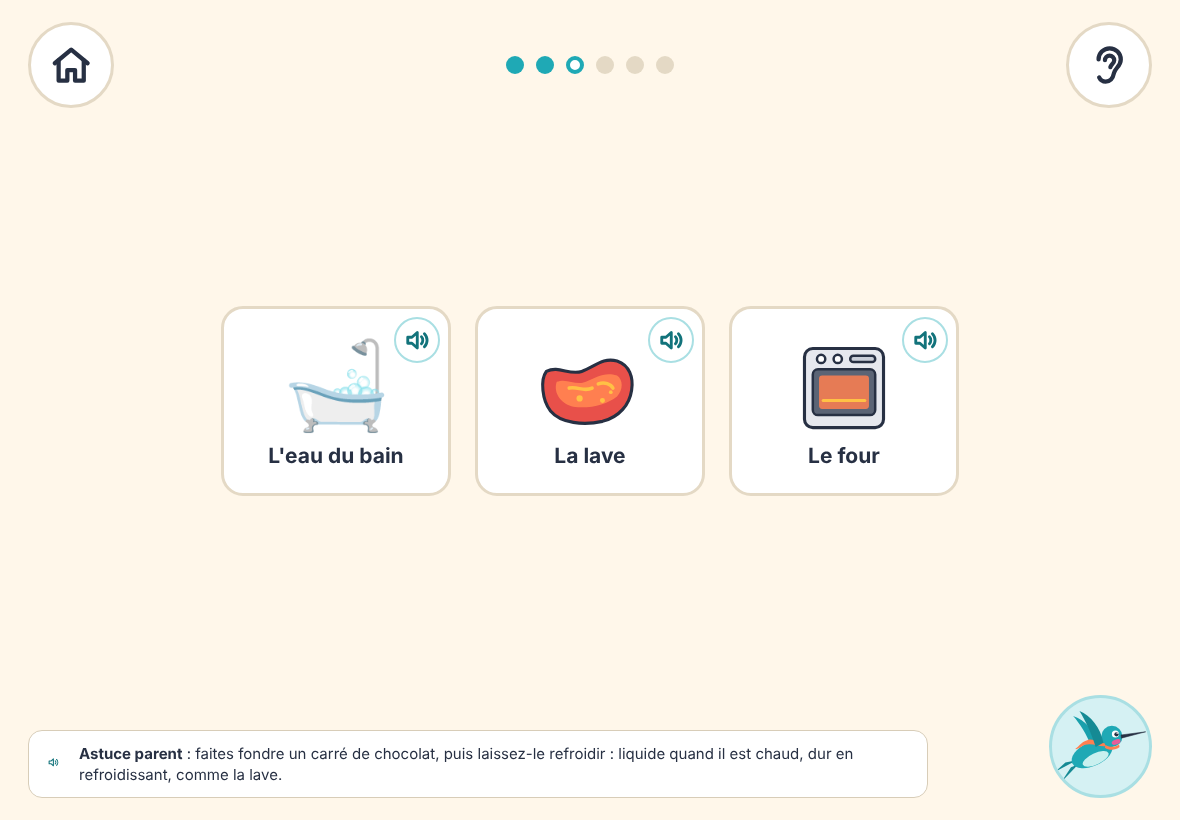 L'eau du bain
La lave
Le four
Astuce parent : faites fondre un carré de chocolat, puis laissez-le refroidir : liquide quand il est chaud, dur en
refroidissant, comme la lave.